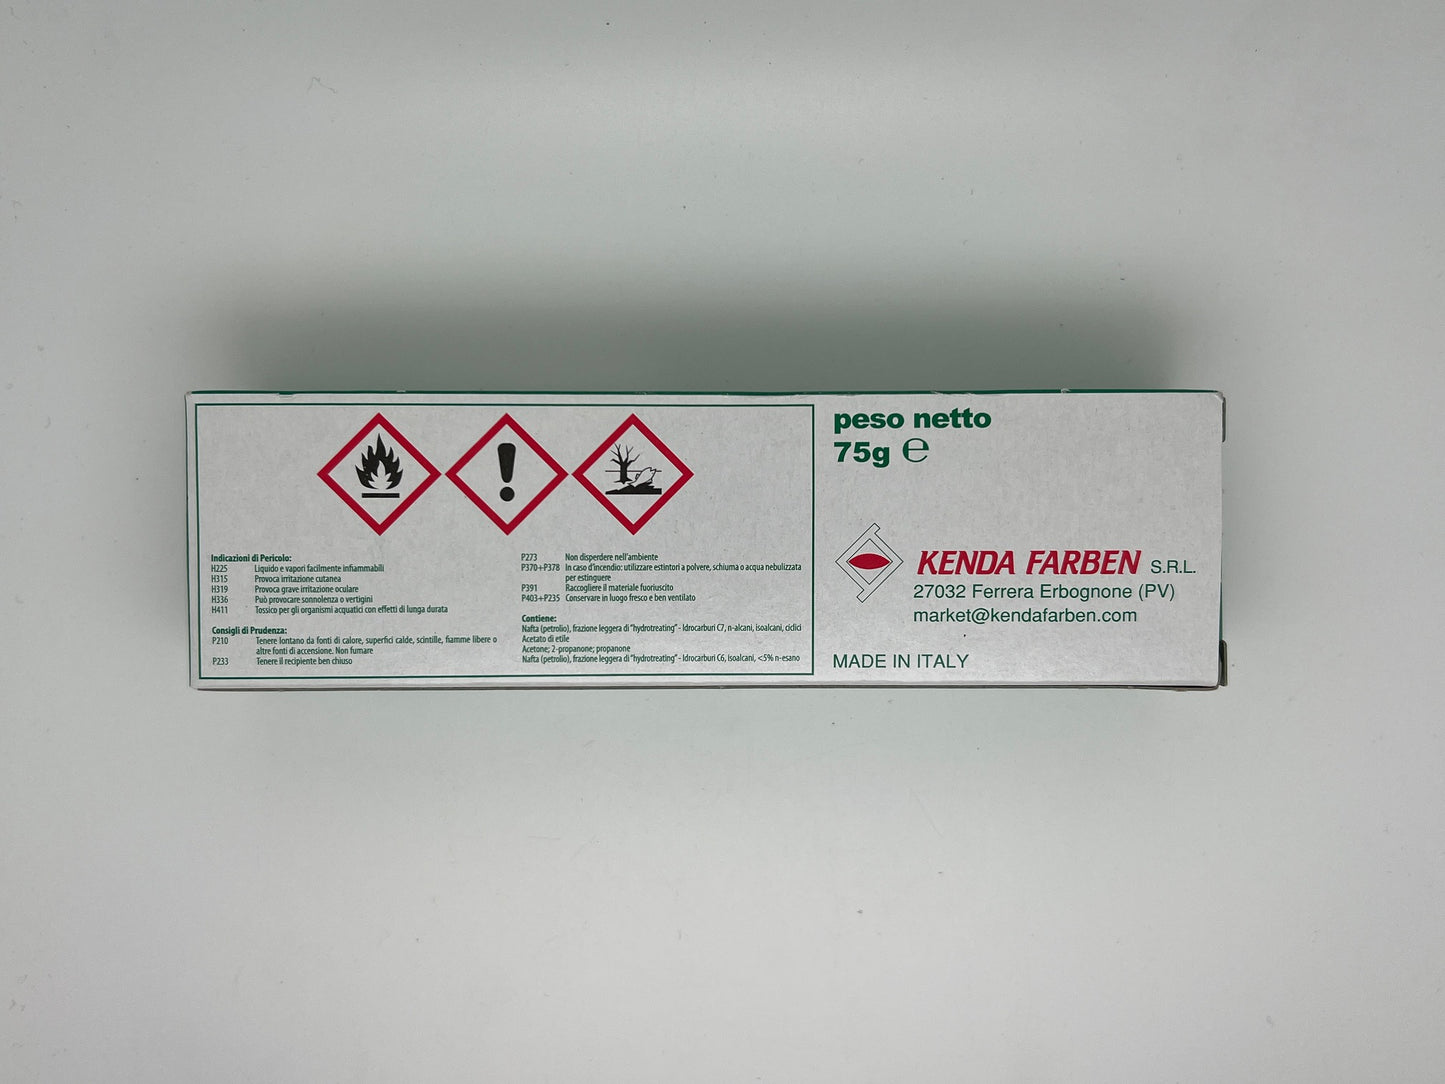 Indicazioni di Pericolo:
H225 Liquido e vapori facilmente infiammabili
H315 Provoca irritazione cutanea
H319 Provoca grave irritazione oculare
H336 Può provocare sonnolenza o vertigini
H411 Tossico per gli organismi acquatici con effetti di lunga durata
Consigli di Prudenza:
P210 Tenere lontano da fonti di calore, superfici calde, scintille, fiamme libere o
altre fonti di accensione. Non fumare
P233 Tenere il recipiente ben chiuso
P273 Non disperdere nell'ambiente
P370+P378 In caso d'incendio: utilizzare estintori a polvere, schiuma o acqua nebulizzata
per estinguere
P391 Raccogliere il materiale fuoriuscito
P403+P235 Conservare in luogo fresco e ben ventilato
Contiene:
Nafta (petrolio), frazione leggera di "hydrotreating" - Idrocarburi C7, n-alcani, isoalcani, ciclici
Acetato di etile
Acetone; 2-propanone; propanone
Nafta (petrolio), frazione leggera di "hydrotreating" - Idrocarburi C6, isoalcani, <5% n-esano
peso netto
75g ℮
KENDA FARBEN S.R.L.
27032 Ferrera Erbognone (PV)
market@kendafarben.com
MADE IN ITALY